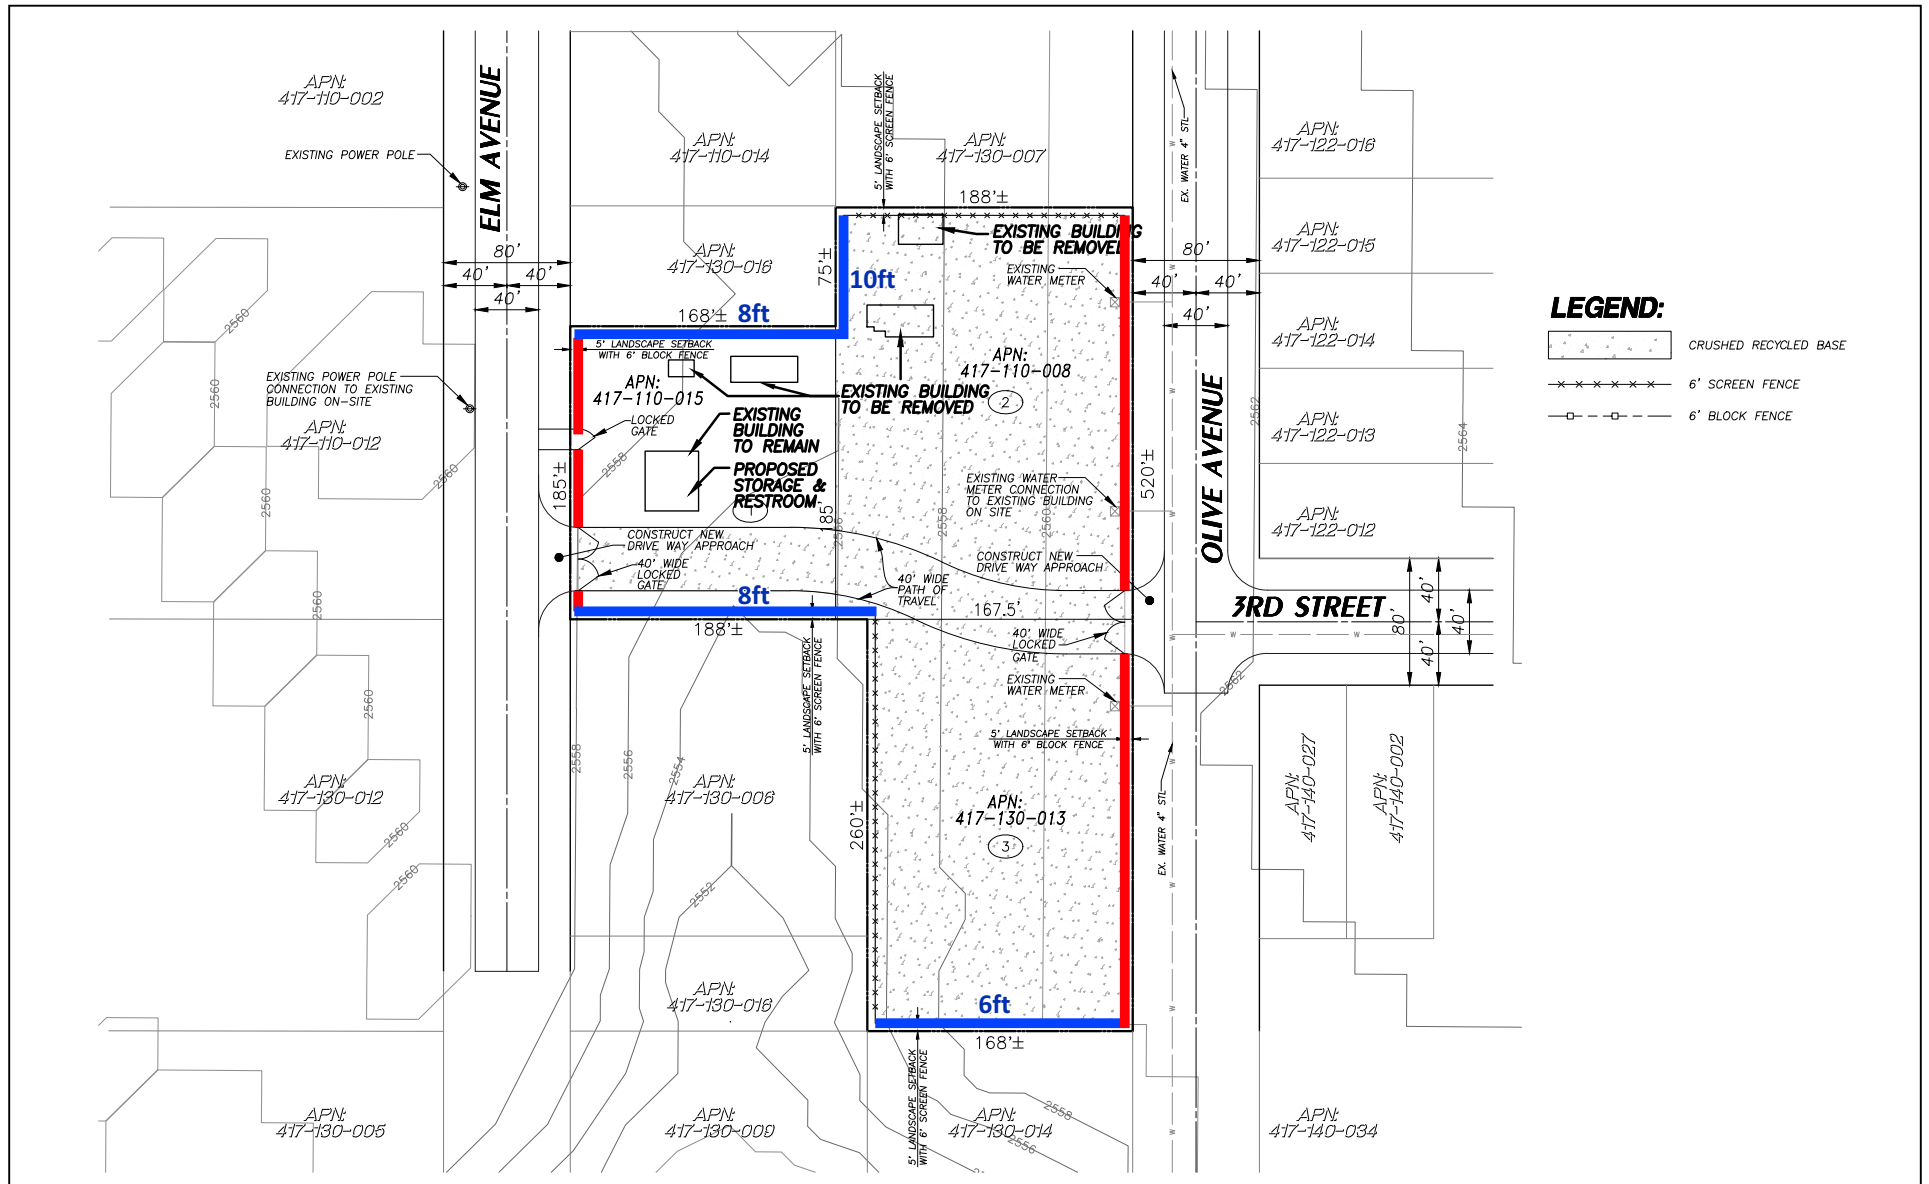 APN:
417-110-002
EXISTING POWER POLE
ELM AVENUE
80'
40'
40'
40'
EXISTING POWER POLE
CONNECTION TO EXISTING
BUILDING ON-SITE
APN:
417-110-012
2560
2560
2560
2560
2560
2560
2560
2560
APN:
417-130-012
APN:
417-130-005
APN:
417-110-014
APN:
417-130-016
5' LANDSCAPE SETBACK
WITH 6' SCREEN FENCE
APN:
417-130-007
188'±
75'±
10ft
168'±
8ft
5' LANDSCAPE SETBACK
WITH 6' BLOCK FENCE
APN:
417-110-015
LOCKED
GATE
2558
185'±
EXISTING BUILDING
TO BE REMOVED
EXISTING
WATER METER
APN:
417-110-008
2
EXISTING BUILDING
TO BE REMOVED
EXISTING
BUILDING
TO REMAIN
PROPOSED
STORAGE &
RESTROOM
1
185'
2556
2558
2560
EXISTING WATER
METER CONNECTION
TO EXISTING BUILDING
ON SITE
520'±
CONSTRUCT NEW
DRIVE WAY APPROACH
40' WIDE
LOCKED
GATE
CONSTRUCT NEW
DRIVE WAY APPROACH
40' WIDE
PATH OF
TRAVEL
8ft
188'±
167.5'
40' WIDE
LOCKED
GATE
5' LANDSCAPE SETBACK
WITH 6' SCREEN FENCE
EXISTING
WATER METER
5' LANDSCAPE SETBACK
WITH 6' BLOCK FENCE
2558
2556
2554
2552
APN:
417-130-006
260'±
APN:
417-130-013
3
APN:
417-130-016
6ft
168'±
5' LANDSCAPE SETBACK
WITH 6' SCREEN FENCE
APN:
417-130-009
APN:
417-130-014
2558
2556
EX. WATER 4" STL
W
W
80'
40'
40'
40'
OLIVE AVENUE
2562
APN:
417-122-016
APN:
417-122-015
APN:
417-122-014
APN:
417-122-013
2564
APN:
417-122-012
3RD STREET
W
W
80'
40'
40'
40'
2562
EX. WATER 4" STL
APN:
417-140-027
APN:
417-140-002
APN:
417-140-034
LEGEND:
CRUSHED RECYCLED BASE
6' SCREEN FENCE
6' BLOCK FENCE